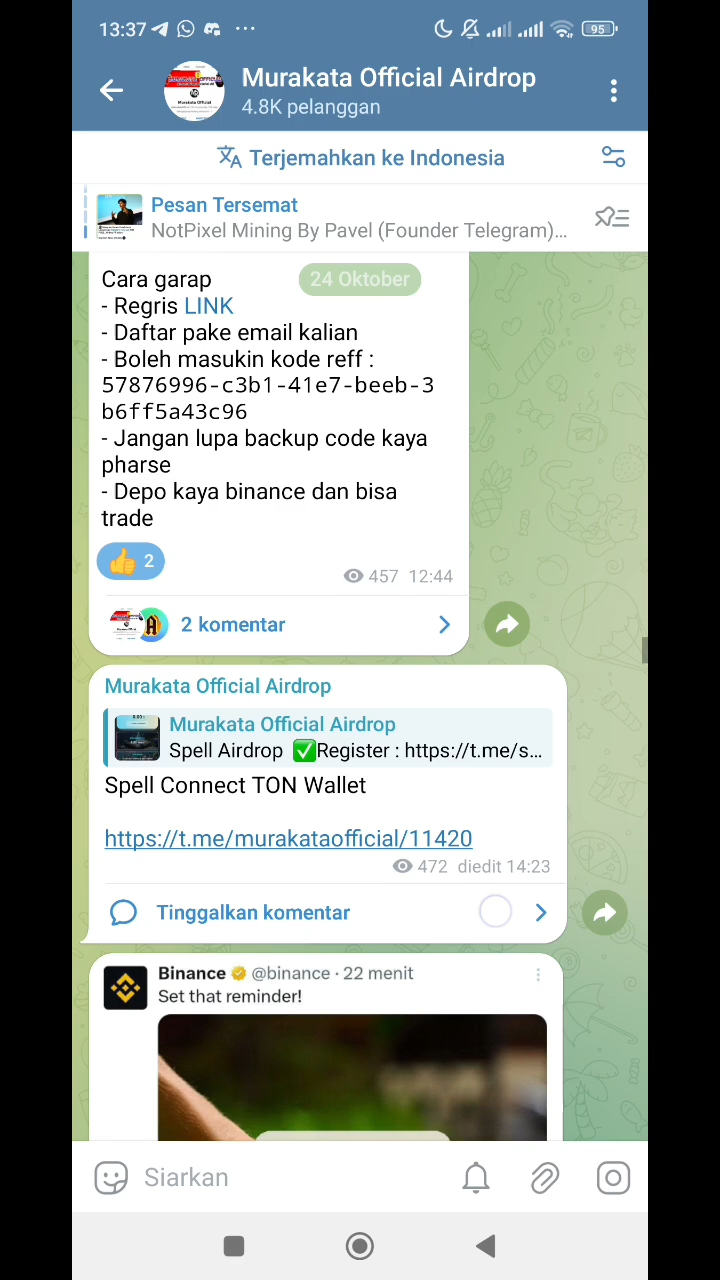 13:37
95
Murakata Official Airdrop
4.8K pelanggan
Terjemahkan ke Indonesia
Pesan Tersemat
NotPixel Mining By Pavel (Founder Telegram)...
24 Oktober
Cara garap
- Regris LINK
- Daftar pake email kalian
- Boleh masukin kode reff :
57876996-c3b1-41e7-beeb-3
b6ff5a43c96
- Jangan lupa backup code kaya
pharse
- Depo kaya binance dan bisa
trade
2
457 12:44
2 komentar
Murakata Official Airdrop
Murakata Official Airdrop
Spell Airdrop ✅Register : https://t.me/s...
Spell Connect TON Wallet
https://t.me/murakataofficial/11420
472 diedit 14:23
Tinggalkan komentar
Binance @binance · 22 menit
Set that reminder!
Siarkan